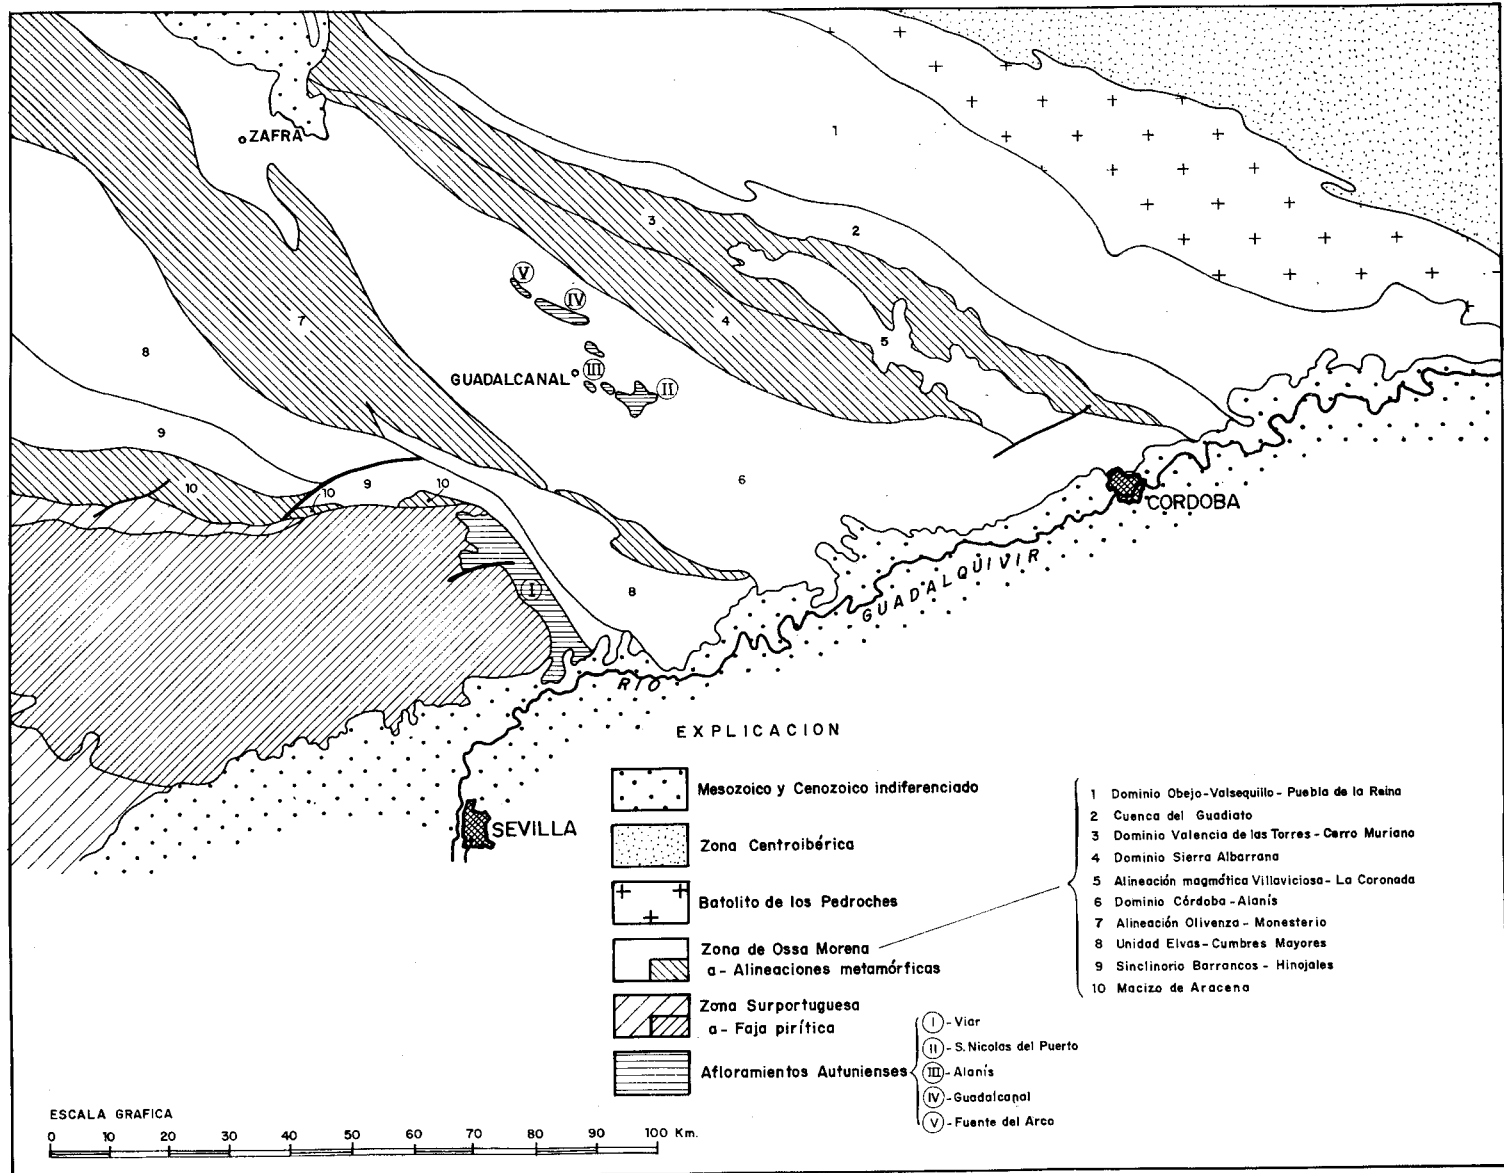 1
ZAFRA
3
2
V
IV
7
4
5
8
III
GUADALCANAL
II
9
10
10
9
10
6
CORDOBA
I
8
GUADALQUIVIR
RIO
SEVILLA
EXPLICACION
Mesozoico y Cenozoico indiferenciado
Zona Centroibérica
Batolito de los Pedroches
Zona de Ossa Morena
a- Alineaciones metamórficas
Zona Surportuguesa
a- Faja pirítica
Afloramientos Autunienses
1 Dominio Obejo-Valsequillo- Puebla de la Reina
2 Cuenca del Guadiato
3 Dominio Valencia de las Torres- Cerro Muriano
4 Dominio Sierra Albarrana
5 Alineación magmótica Villaviciosa- La Coronada
6 Dominio Córdoba-Alanís
7 Alineación Olivenza- Monesterio
8 Unidad Elvas-Cumbres Mayores
9 Sinclinorio Barrancos- Hinojales
10 Macizo de Aracena
I - Viar
II - S. Nicolas del Puerto
III - Alanís
IV - Guadalcanal
V - Fuente del Arco
ESCALA GRAFICA
0 10 20 30 40 50 60 70 80 90 100 Km.